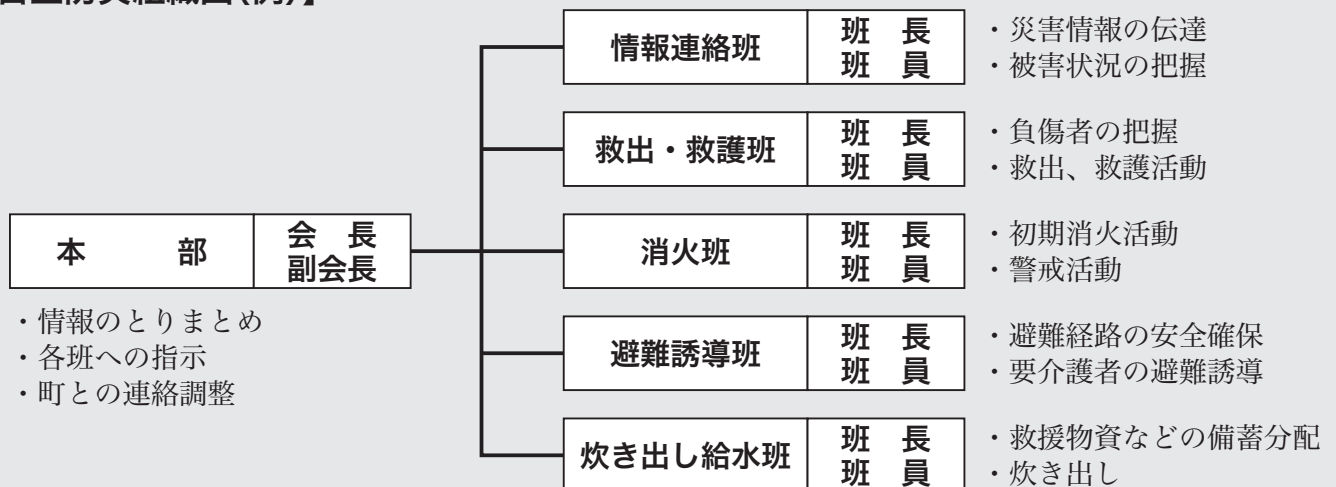 情報連絡班
班 長
班 員
・災害情報の伝達
・被害状況の把握
救出・救護班
班 長
班 員
・負傷者の把握
・救出、救護活動
本 部
会 長
副会長
・情報のとりまとめ
・各班への指示
・町との連絡調整
消火班
班 長
班 員
・初期消火活動
・警戒活動
避難誘導班
班 長
班 員
・避難経路の安全確保
・要介護者の避難誘導
炊き出し給水班
班 長
班 員
・救援物資などの備蓄分配
・炊き出し